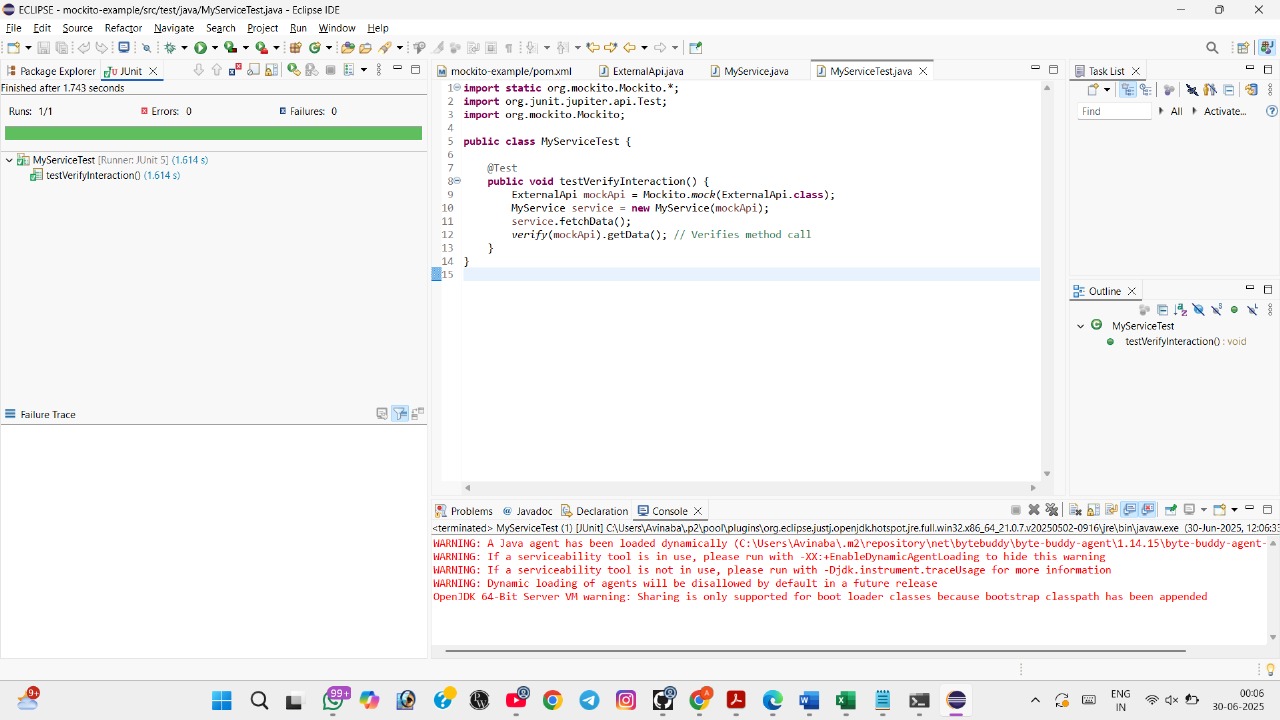 ECLIPSE - mockito-example/src/test/java/MyServiceTest.java - Eclipse IDE
File Edit Source Refactor Navigate Search Project Run Window Help
Package Explorer JUnit
Finished after 1.743 seconds
Runs: 1/1 Errors: 0 Failures: 0
MyServiceTest [Runner: JUnit 5] (1.614 s)
testVerifyInteraction() (1.614 s)
Failure Trace
mockito-example/pom.xml ExternalApi.java MyService.java MyServiceTest.java
1 import static org.mockito.Mockito.*;
2 import org.junit.jupiter.api.Test;
3 import org.mockito.Mockito;
4
5 public class MyServiceTest {
6
7 @Test
8 public void testVerifyInteraction() {
9 ExternalApi mockApi = Mockito.mock(ExternalApi.class);
10 MyService service = new MyService(mockApi);
11 service.fetchData();
12 verify(mockApi).getData(); // Verifies method call
13 }
14 }
15
Task List
Find All Activate...
Outline
MyServiceTest
testVerifyInteraction() : void
Problems Javadoc Declaration Console
<terminated> MyServiceTest (1) [JUnit] C:\Users\Avinaba\.p2\pool\plugins\org.eclipse.justj.openjdk.hotspot.jre.full.win32.x86_64_21.0.7.v20250502-0916\jre\bin\javaw.exe (30-Jun-2025, 12:06:3
WARNING: A Java agent has been loaded dynamically (C:\Users\Avinaba\.m2\repository\net\bytebuddy\byte-buddy-agent\1.14.15\byte-buddy-agent-
WARNING: If a serviceability tool is in use, please run with -XX:+EnableDynamicAgentLoading to hide this warning
WARNING: If a serviceability tool is not in use, please run with -Djdk.instrument.traceUsage for more information
WARNING: Dynamic loading of agents will be disallowed by default in a future release
OpenJDK 64-Bit Server VM warning: Sharing is only supported for boot loader classes because bootstrap classpath has been appended
9+
99+
ENG
IN
00:06
30-06-2025